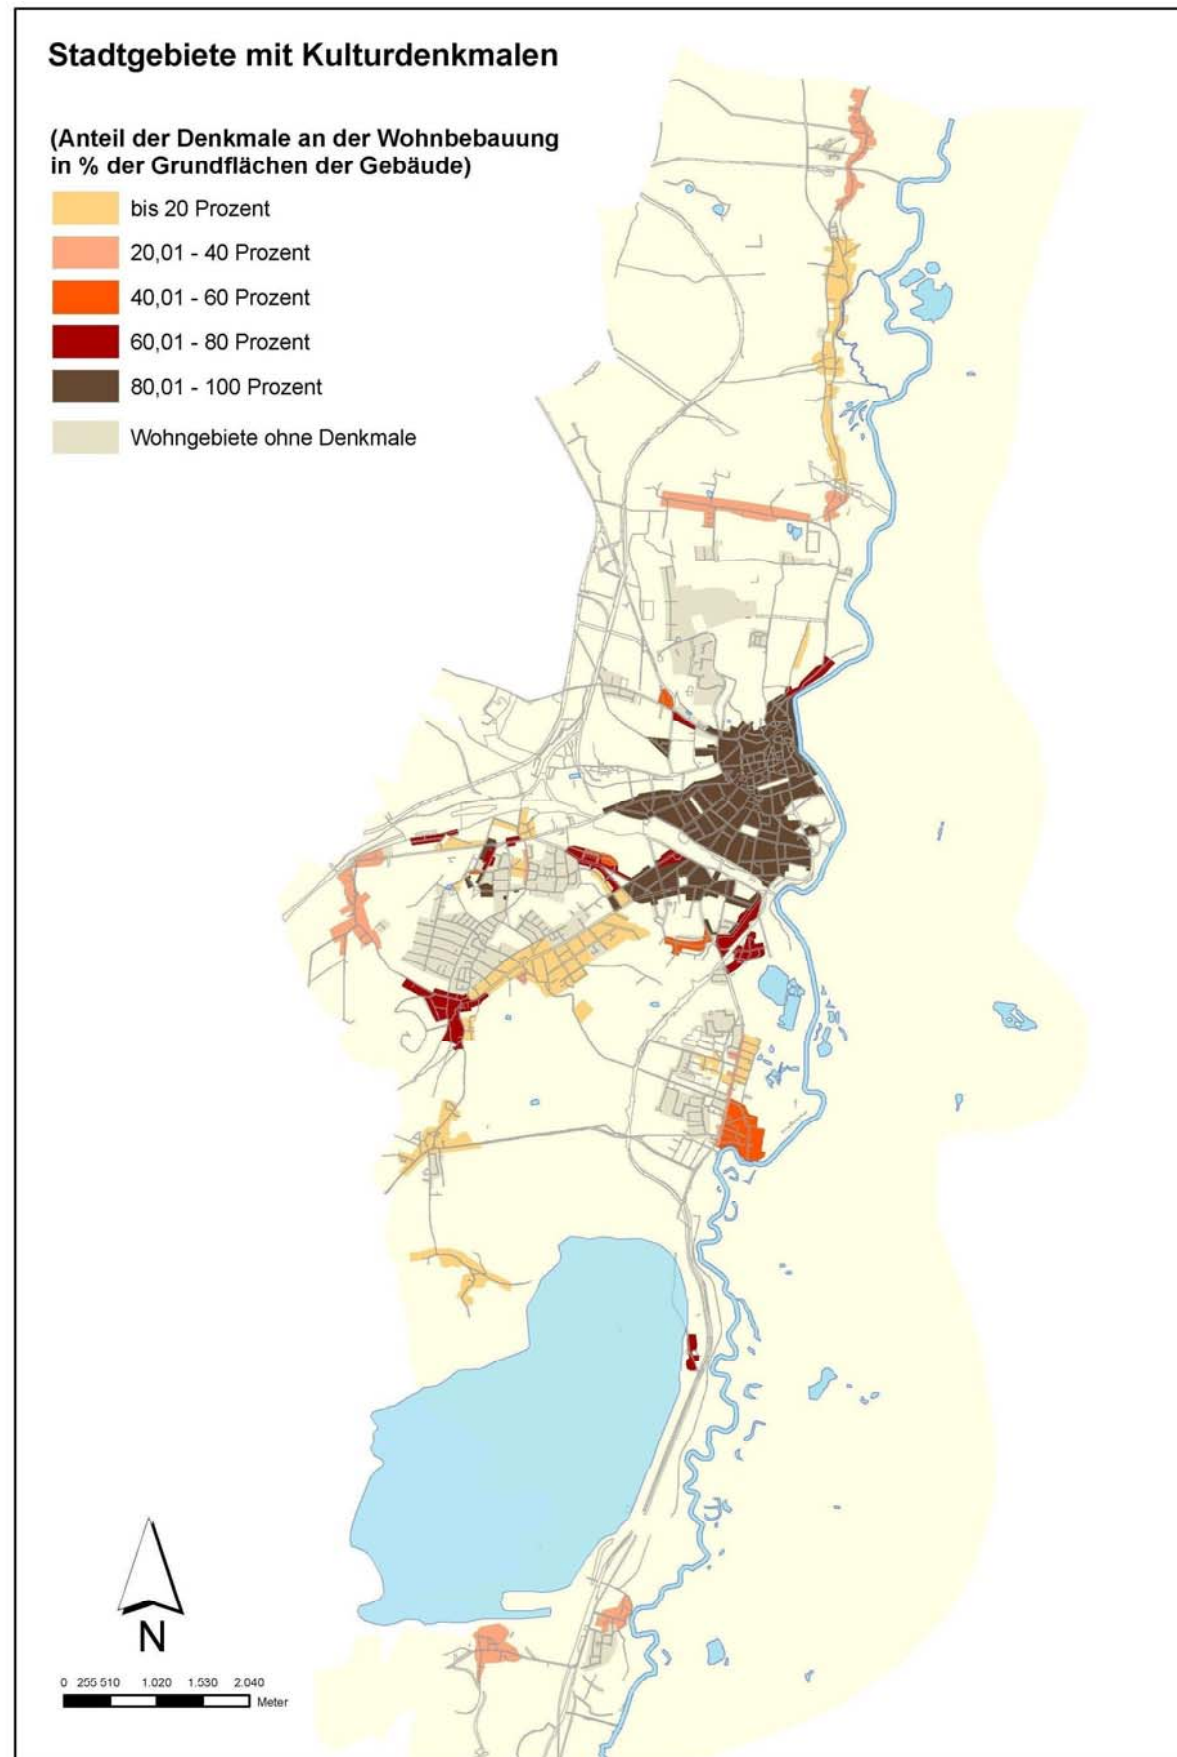 Stadtgebiete mit Kulturdenkmalen
(Anteil der Denkmale an der Wohnbebauung
in % der Grundflächen der Gebäude)
bis 20 Prozent
20,01 - 40 Prozent
40,01 - 60 Prozent
60,01 - 80 Prozent
80,01 - 100 Prozent
Wohngebiete ohne Denkmale
N
0 255 510 1.020 1.530 2.040
Meter